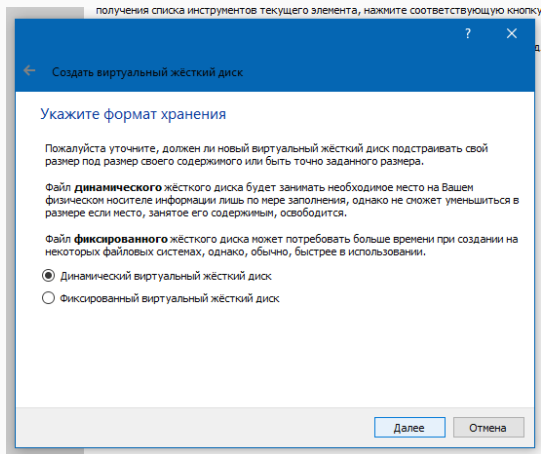 получения списка инструментов текущего элемента, нажмите соответствующую кнопку
?
Создать виртуальный жёсткий диск
Укажите формат хранения
Пожалуйста уточните, должен ли новый виртуальный жёсткий диск подстраивать свой
размер под размер своего содержимого или быть точно заданного размера.
Файл динамического жёсткого диска будет занимать необходимое место на Вашем
физическом носителе информации лишь по мере заполнения, однако не сможет уменьшиться в
размере если место, занятое его содержимым, освободится.
Файл фиксированного жёсткого диска может потребовать больше времени при создании на
некоторых файловых системах, однако, обычно, быстрее в использовании.
Динамический виртуальный жёсткий диск
Фиксированный виртуальный жёсткий диск
Далее Отмена